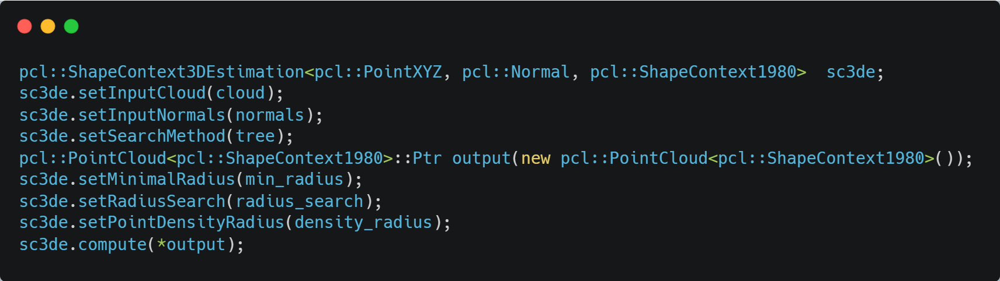 pcl::ShapeContext3DEstimation<pcl::PointXYZ, pcl::Normal, pcl::ShapeContext1980>  sc3de;
sc3de.setInputCloud(cloud);
sc3de.setInputNormals(normals);
sc3de.setSearchMethod(tree);
pcl::PointCloud<pcl::ShapeContext1980>::Ptr output(new pcl::PointCloud<pcl::ShapeContext1980>());
sc3de.setMinimalRadius(min_radius);
sc3de.setRadiusSearch(radius_search);
sc3de.setPointDensityRadius(density_radius);
sc3de.compute(*output);